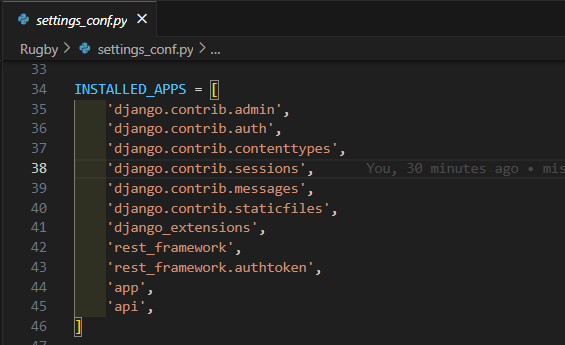 settings_conf.py ×
Rugby > settings_conf.py > ...
33
34 INSTALLED_APPS = [
35 'django.contrib.admin',
36 'django.contrib.auth',
37 'django.contrib.contenttypes',
38 'django.contrib.sessions', You, 30 minutes ago • mis
39 'django.contrib.messages',
40 'django.contrib.staticfiles',
41 'django_extensions',
42 'rest_framework',
43 'rest_framework.authtoken',
44 'app',
45 'api',
46 ]
47